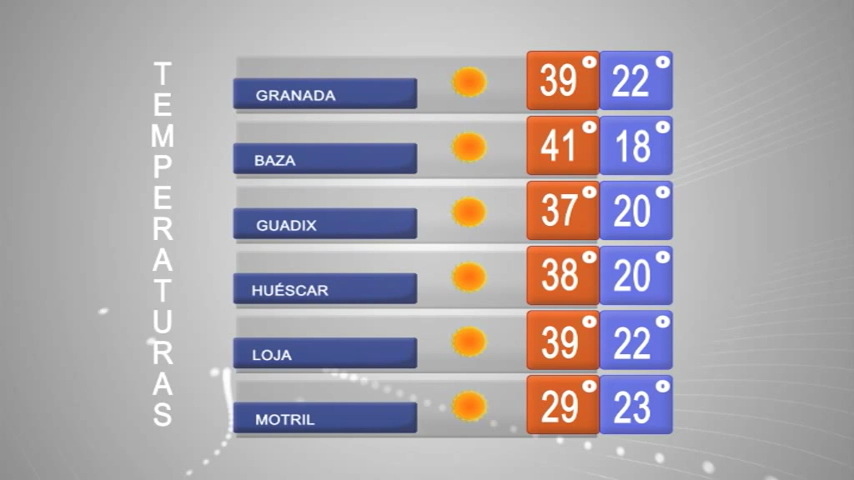 TEMPERATURAS
GRANADA 39° 22°
BAZA 41° 18°
GUADIX 37° 20°
HUÉSCAR 38° 20°
LOJA 39° 22°
MOTRIL 29° 23°